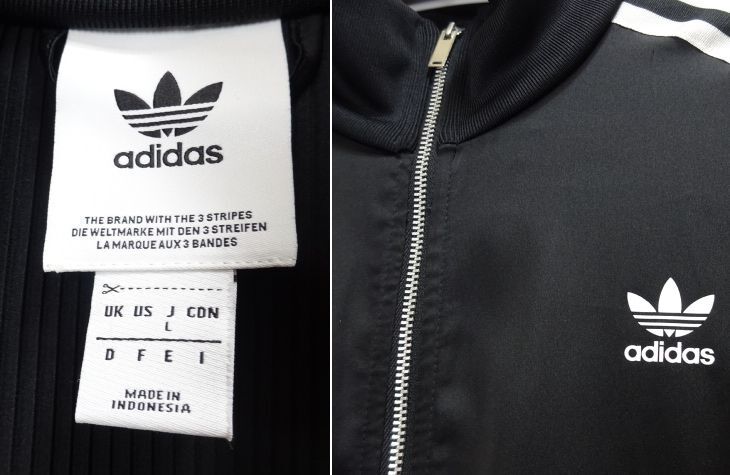 adidas
THE BRAND WITH THE 3 STRIPES
DIE WELTMARKE MIT DEN 3 STREIFEN
LA MARQUE AUX 3 BANDES
UK US J CDN
L
D F E I
MADE IN
INDONESIA
adidas